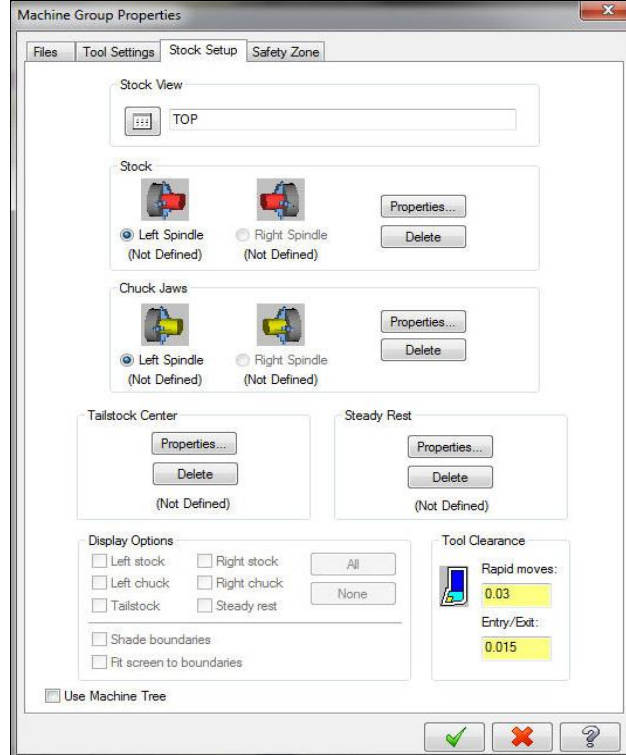 Machine Group Properties
Files Tool Settings Stock Setup Safety Zone
Stock View
TOP
Stock
Left Spindle
(Not Defined)
Right Spindle
(Not Defined)
Properties...
Delete
Chuck Jaws
Left Spindle
(Not Defined)
Right Spindle
(Not Defined)
Properties...
Delete
Tailstock Center
Properties...
Delete
(Not Defined)
Steady Rest
Properties...
Delete
(Not Defined)
Display Options
Left stock Right stock All
Left chuck Right chuck None
Tailstock Steady rest
Shade boundaries
Fit screen to boundaries
Tool Clearance
Rapid moves:
0.03
Entry/Exit:
0.015
Use Machine Tree